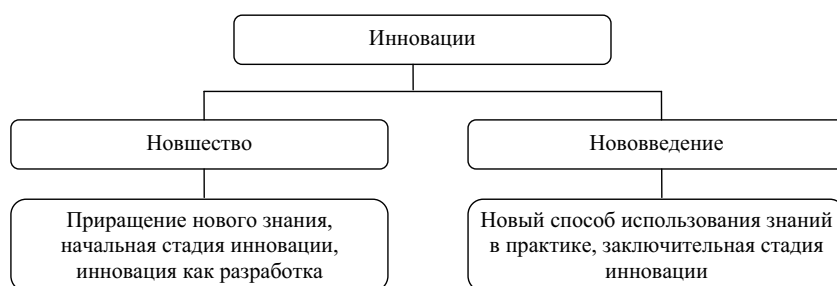 Инновации
Новшество
Нововведение
Приращение нового знания,
начальная стадия инновации,
инновация как разработка
Новый способ использования знаний
в практике, заключительная стадия
инновации